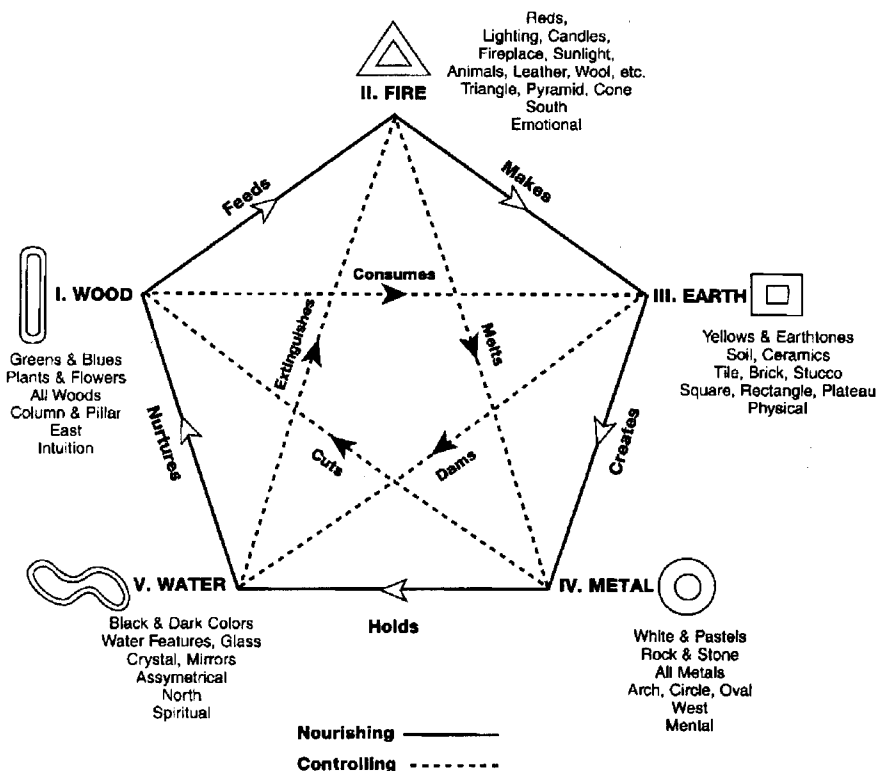 Reds,
Lighting, Candles,
Fireplace, Sunlight,
Animals, Leather, Wool, etc.
Triangle, Pyramid, Cone
South
Emotional
II. FIRE
Feeds
Makes
Consumes
I. WOOD
III. EARTH
Extinguishes
Melts
Greens & Blues
Plants & Flowers
All Woods
Column & Pillar
East
Intuition
Yellows & Earthtones
Soil, Ceramics
Tile, Brick, Stucco
Square, Rectangle, Plateau
Physical
Nurtures
Cuts
Dams
Creates
V. WATER
IV. METAL
Holds
Black & Dark Colors
Water Features, Glass
Crystal, Mirrors
Assymetrical
North
Spiritual
White & Pastels
Rock & Stone
All Metals
Arch, Circle, Oval
West
Mental
Nourishing
Controlling